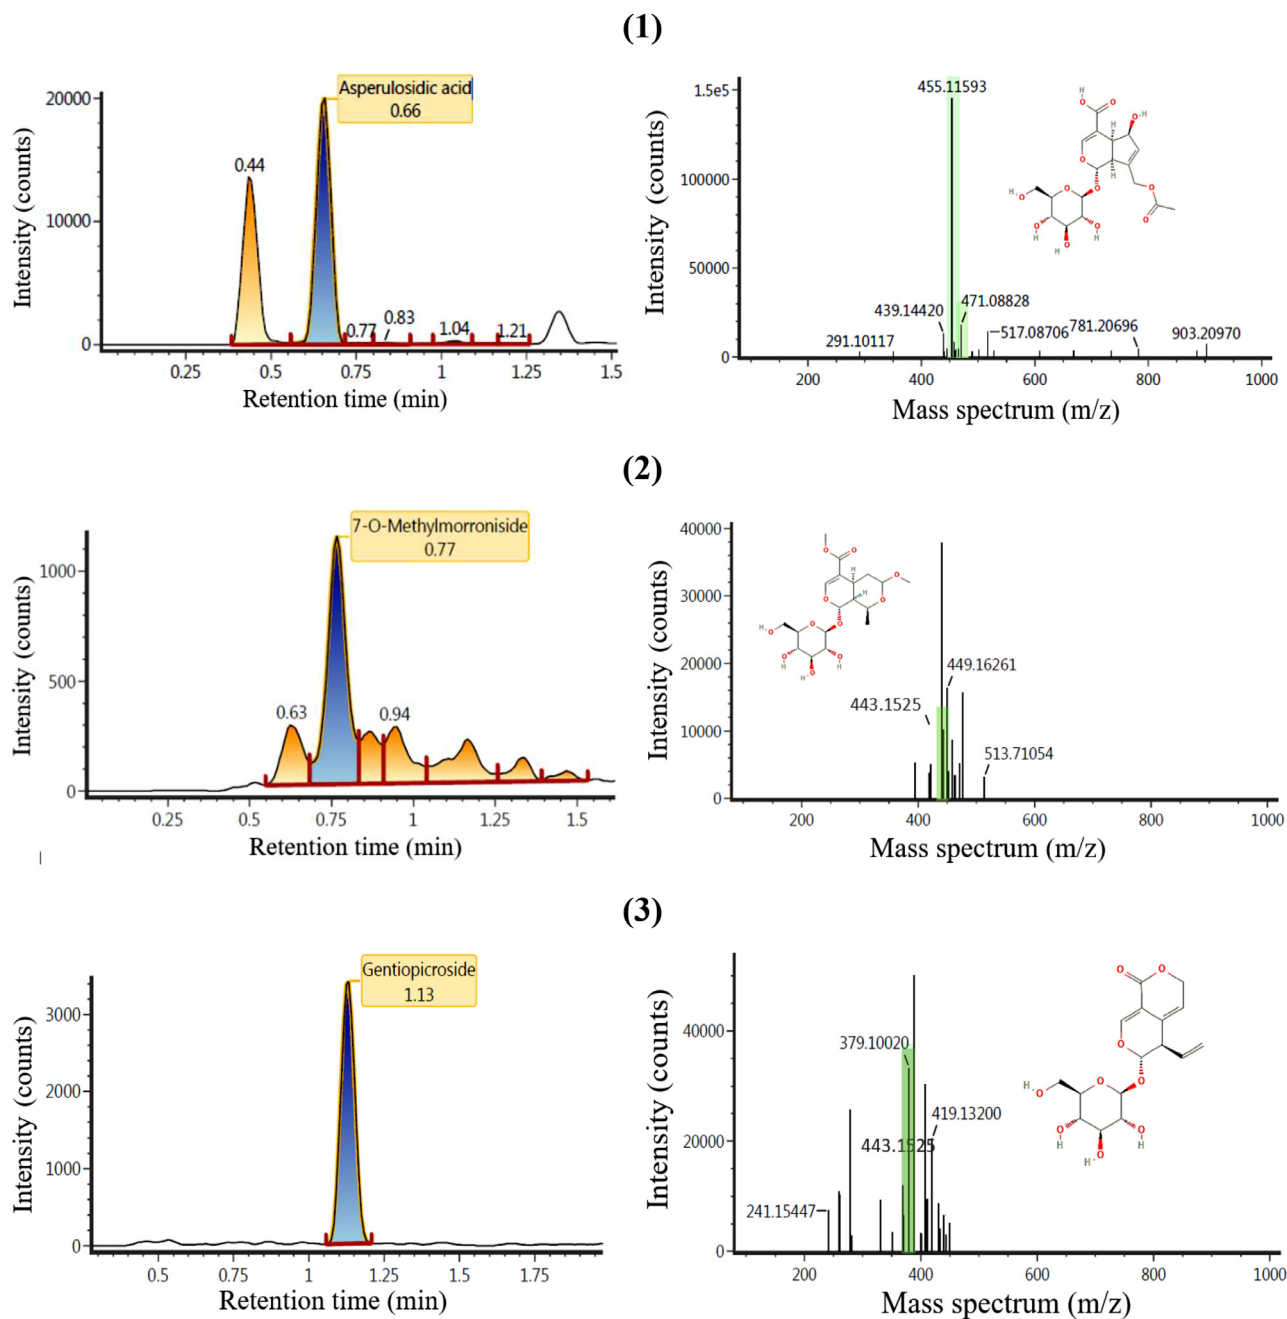 (1)
Asperulosidic acid
0.66
0.44
0.77
0.83
1.04
1.21
20000
10000
0
0.25
0.5
0.75
1
1.25
1.5
Intensity (counts)
Retention time (min)
1.5e5
100000
50000
0
455.11593
439.14420
471.08828
291.10117
517.08706
781.20696
903.20970
200
400
600
800
1000
Intensity (counts)
Mass spectrum (m/z)
H
O
O
O
H
H
H
O
O
O
O
H
O
O
O
H
O
H
O
H
(2)
7-O-Methylmorroniside
0.77
0.63
0.94
1000
500
0
0.25
0.5
0.75
1
1.25
1.5
Intensity (counts)
Retention time (min)
40000
30000
20000
10000
0
443.1525
449.16261
513.71054
200
400
600
800
1000
Intensity (counts)
Mass spectrum (m/z)
O
O
H
O
O
H
O
O
O
H
O
O
O
H
O
H
O
H
(3)
Gentiopicroside
1.13
3000
2000
1000
0
0.5
0.75
1
1.25
1.5
1.75
Intensity (counts)
Retention time (min)
40000
20000
0
379.10020
419.13200
443.1525
241.15447
200
400
600
800
1000
Intensity (counts)
Mass spectrum (m/z)
O
O
O
O
H
O
O
O
H
O
H
O
H